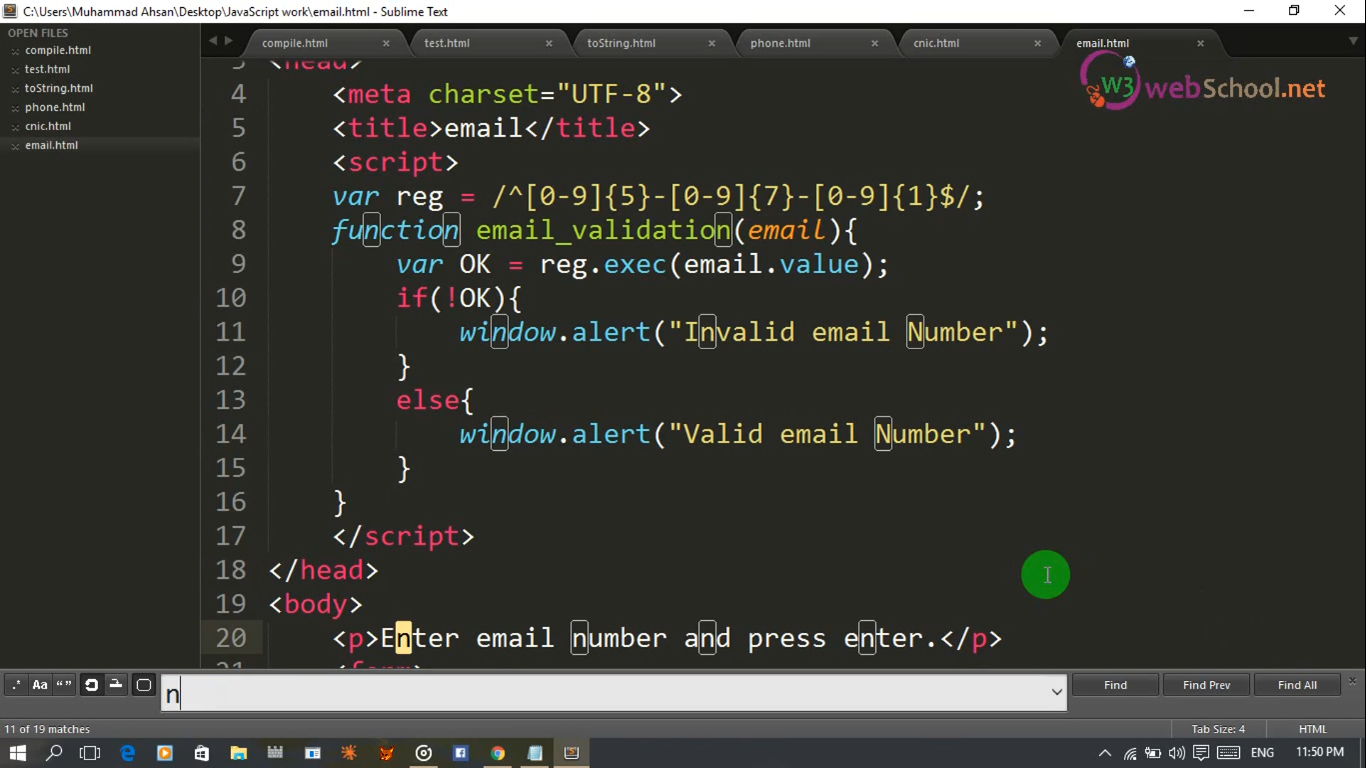 C:\Users\Muhammad Ahsan\Desktop\JavaScript work\email.html - Sublime Text
OPEN FILES
compile.html
test.html
toString.html
phone.html
cnic.html
email.html
compile.html test.html toString.html phone.html cnic.html email.html
W3 webSchool.net
3 <head>
4 <meta charset="UTF-8">
5 <title>email</title>
6 <script>
7 var reg = /^[0-9]{5}-[0-9]{7}-[0-9]{1}$/;
8 function email_validation(email){
9 var OK = reg.exec(email.value);
10 if(!OK){
11 window.alert("Invalid email Number");
12 }
13 else{
14 window.alert("Valid email Number");
15 }
16 }
17 </script>
18 </head>
19 <body>
20 <p>Enter email number and press enter.</p>
21 <form>
.* Aa “” n Find Find Prev Find All
11 of 19 matches Tab Size: 4 HTML
ENG 11:50 PM